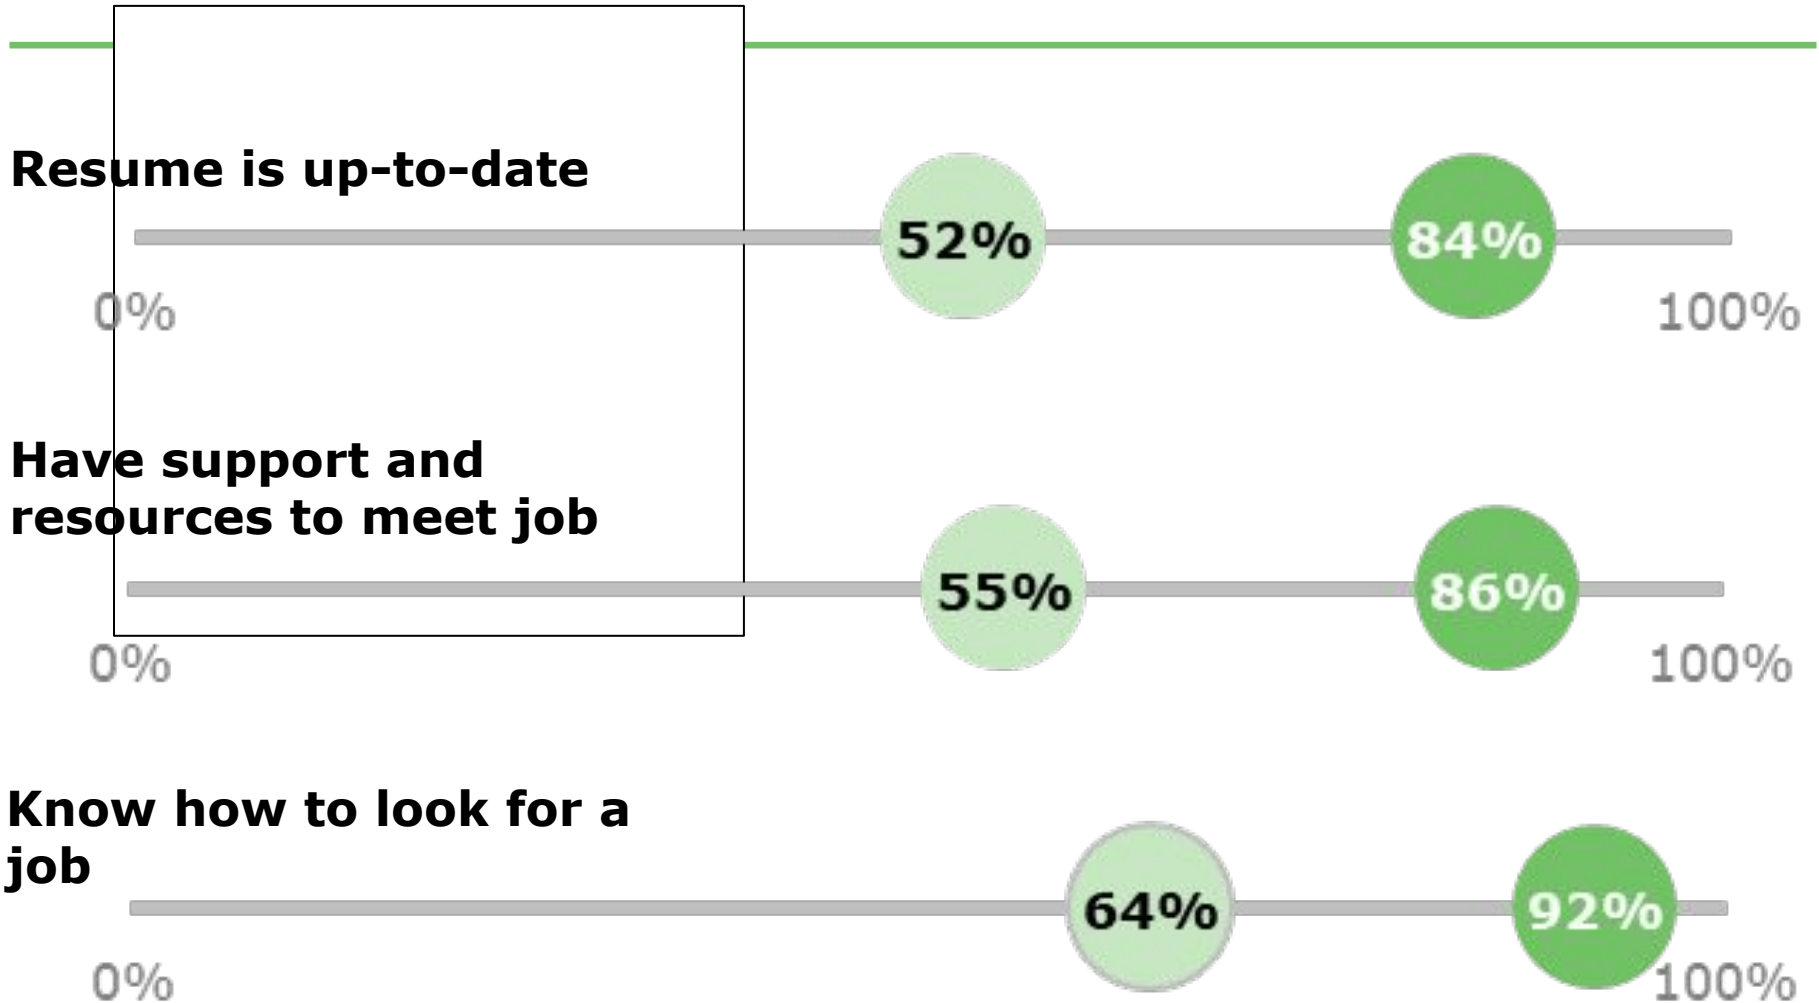 Resume is up-to-date
52% 84%
0% 100%
Have support and
resources to meet job
55% 86%
0% 100%
Know how to look for a
job
64% 92%
0% 100%